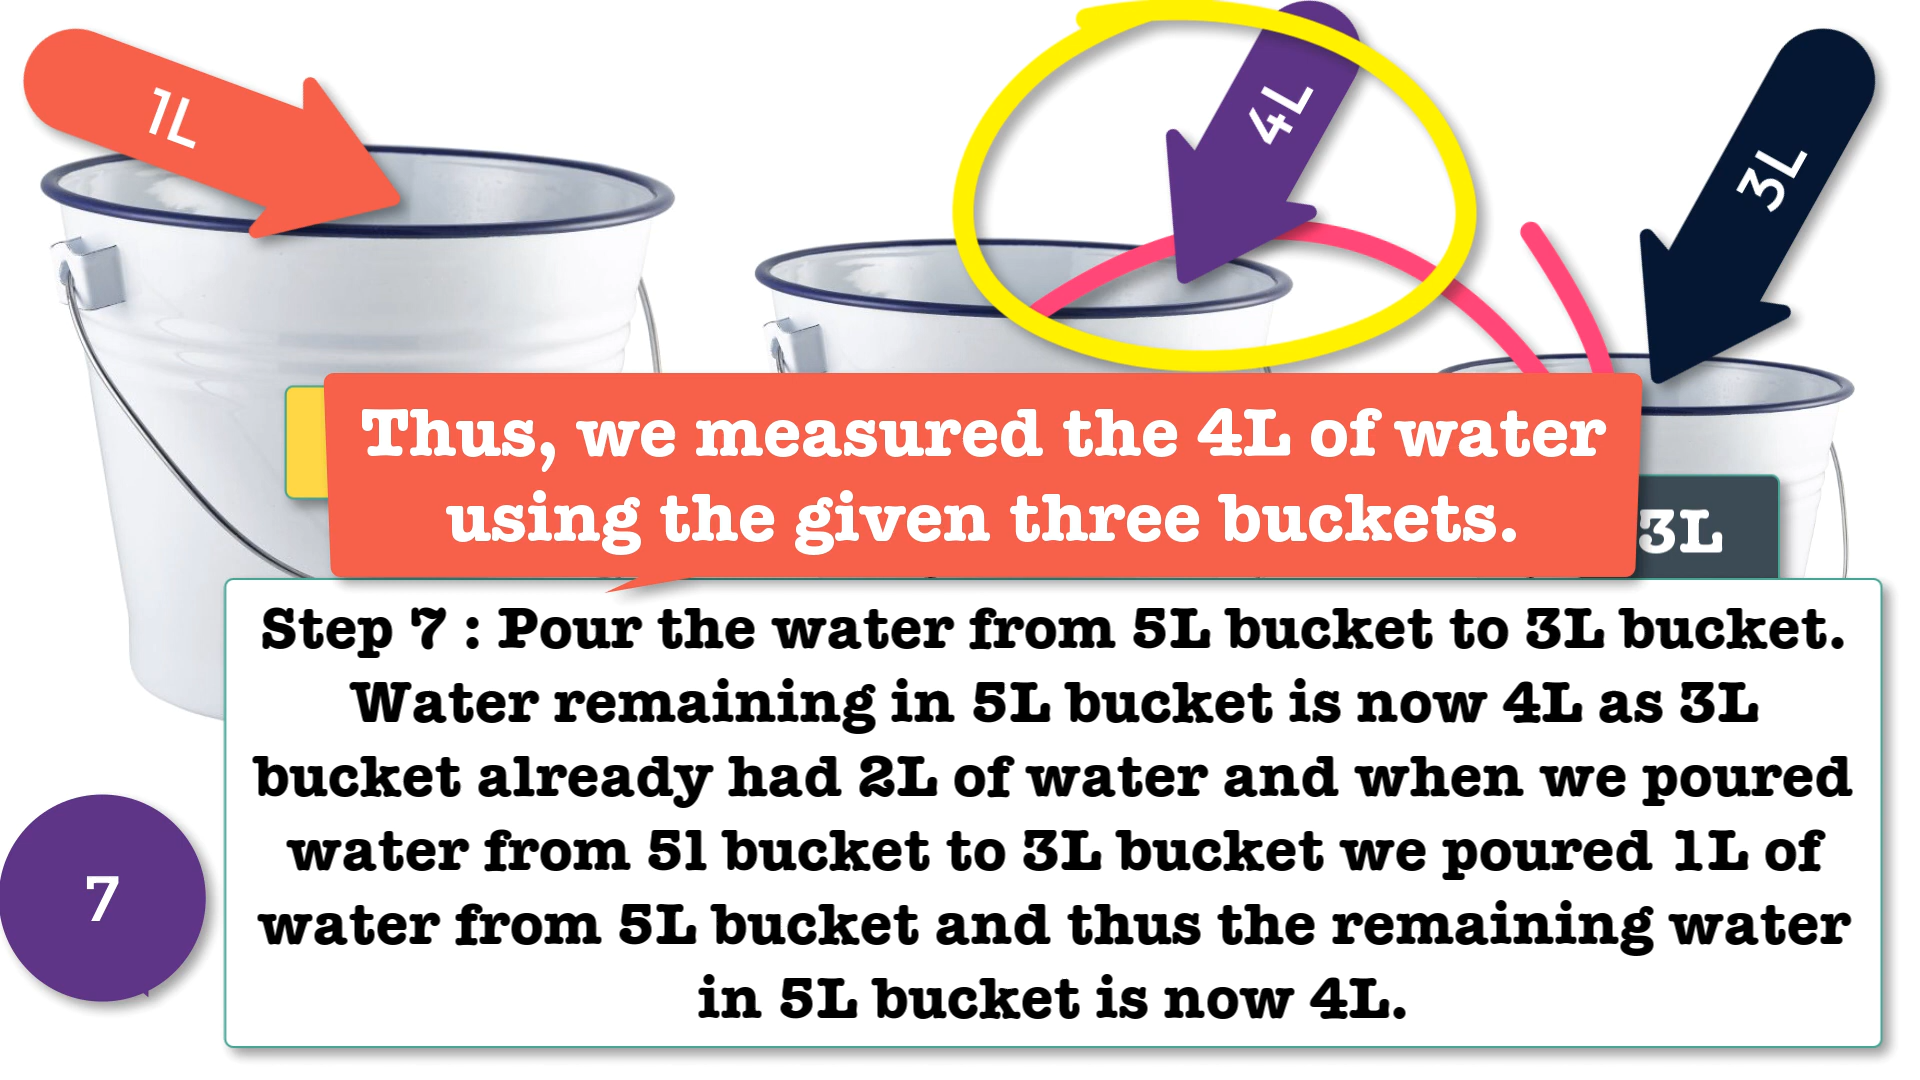 1L
4L
3L
Thus, we measured the 4L of water
using the given three buckets.
3L
Step 7 : Pour the water from 5L bucket to 3L bucket.
Water remaining in 5L bucket is now 4L as 3L
bucket already had 2L of water and when we poured
water from 5l bucket to 3L bucket we poured 1L of
water from 5L bucket and thus the remaining water
in 5L bucket is now 4L.
7